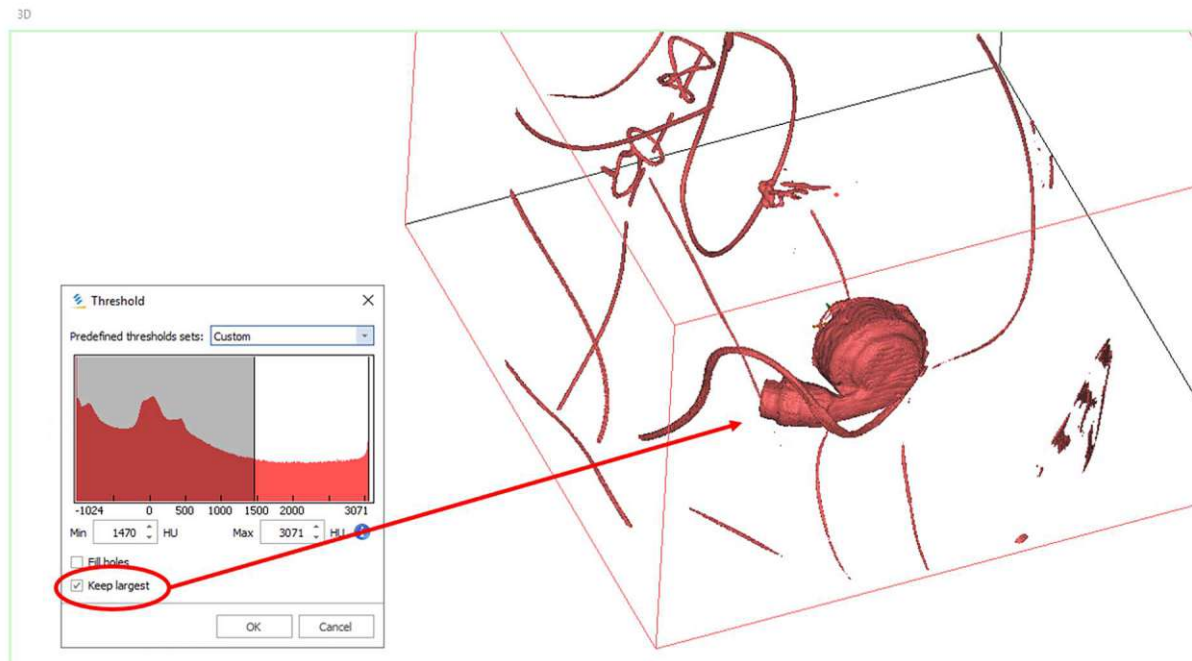 3D
Threshold
Predefined thresholds sets: Custom
-1024 0 500 1000 1500 2000 3071
Min 1470 HU Max 3071 HU
Fill holes
Keep largest
OK Cancel